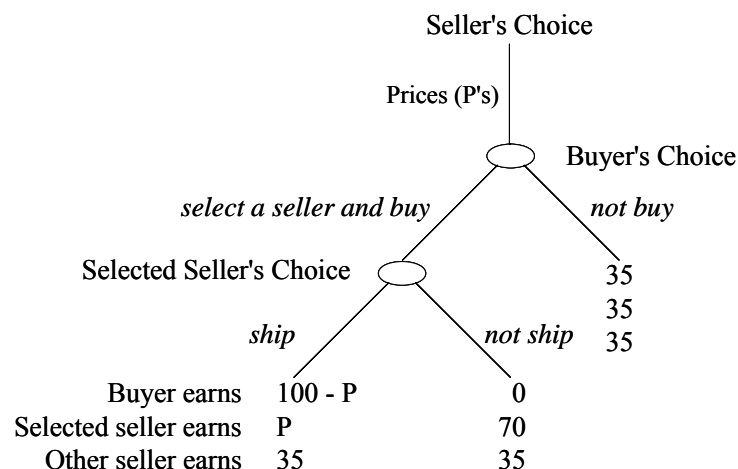 Seller's Choice
Prices (P's)
Buyer's Choice
select a seller and buy
not buy
Selected Seller's Choice
35
35
35
ship
not ship
Buyer earns 100 - P 0
Selected seller earns P 70
Other seller earns 35 35